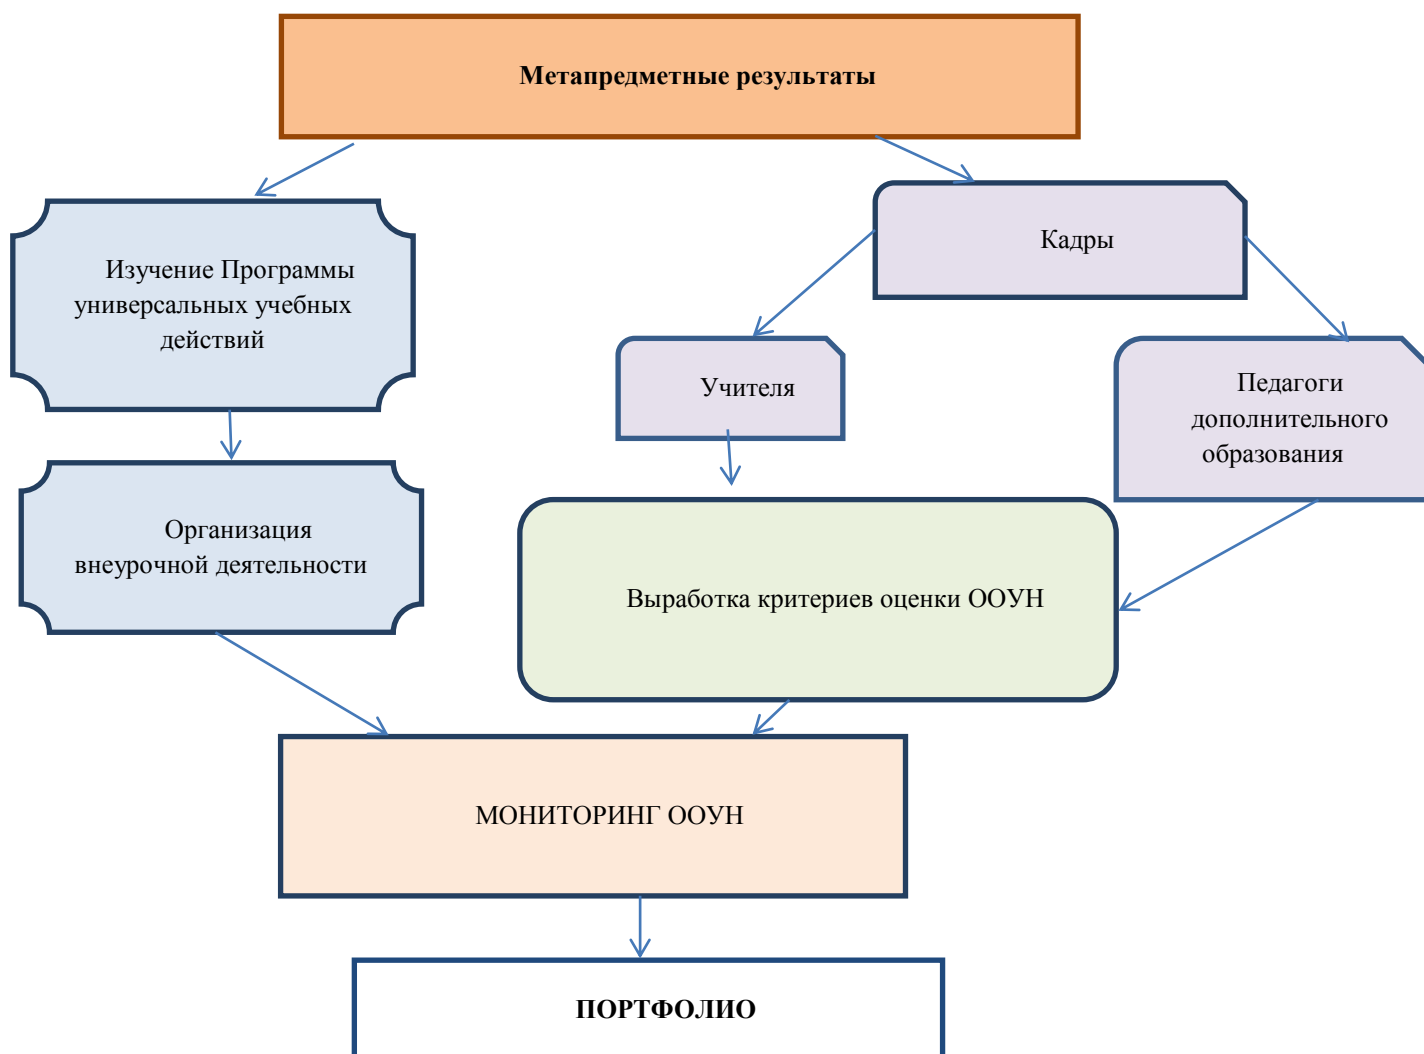 Метапредметные результаты
Кадры
Изучение Программы
универсальных учебных
действий
Учителя
Педагоги
дополнительного
образования
Организация
внеурочной деятельности
Выработка критериев оценки ООУН
МОНИТОРИНГ ООУН
ПОРТФОЛИО